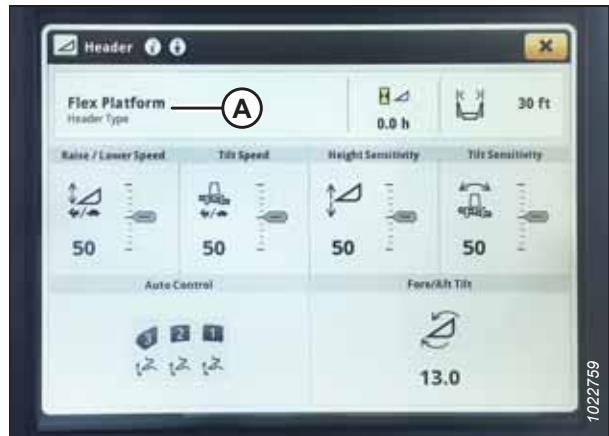 Header
Flex Platform
Header Type
A
0.0 h
30 ft
Raise / Lower Speed
Tilt Speed
Height Sensitivity
Tilt Sensitivity
50
50
50
50
Auto Control
Fore/Aft Tilt
3 2 1
13.0
1022759